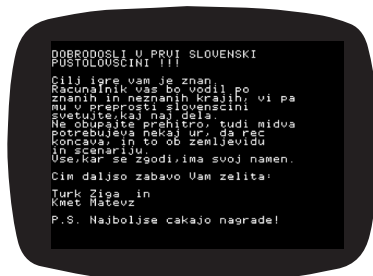 DOBRODOSLI V PRVI SLOVENSKI
PUSTOLOVSCINI !!!
Cilj igre vam je znan.
Racunalnik vas bo vodil po
znanih in neznanih krajih, vi pa
mu v preprosti slovenscini
svetujte,kaj naj dela.
Ne obupajte prehitro, tudi midva
potrebujeva nekaj ur, da rec
koncava, in to ob zemljevidu
in scenariju.
Vse,kar se zgodi,ima svoj namen.
Cim daljso zabavo Vam zelita:
Turk Ziga  in
Kmet Matevz
P.S. Najboljse cakajo nagrade!